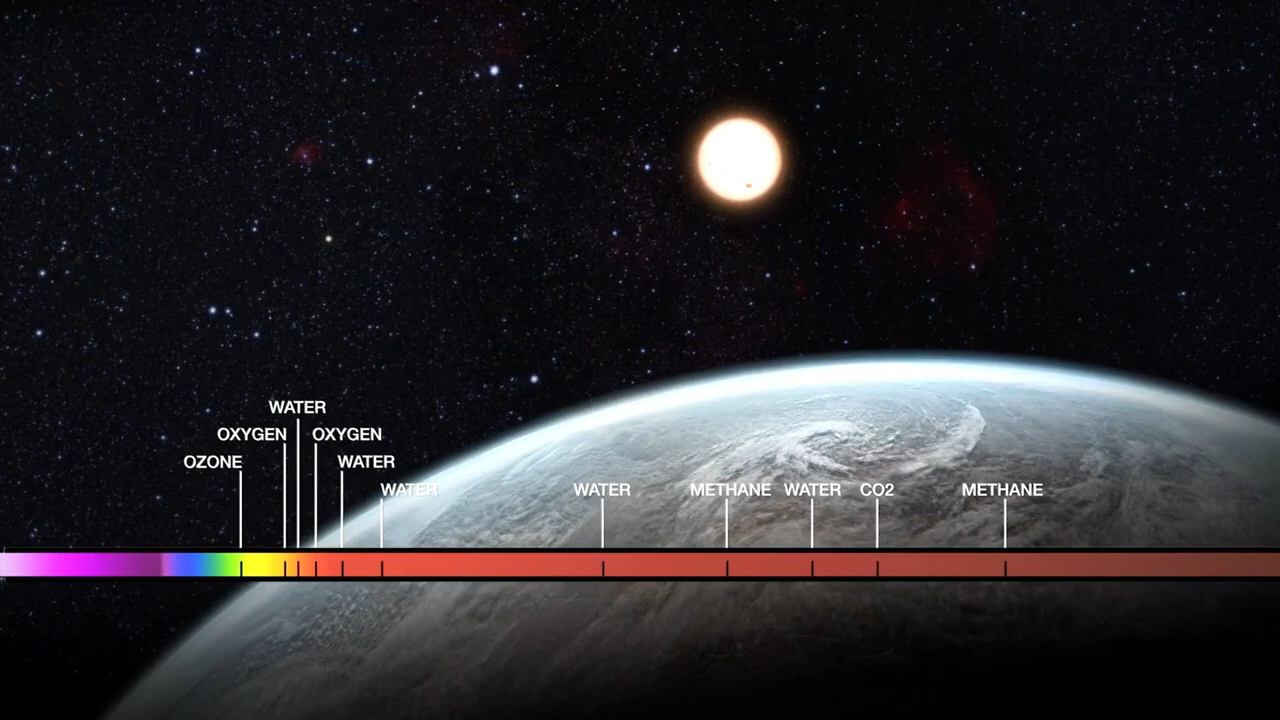 WATER
OXYGEN OXYGEN
OZONE WATER
WATER WATER METHANE WATER CO2 METHANE